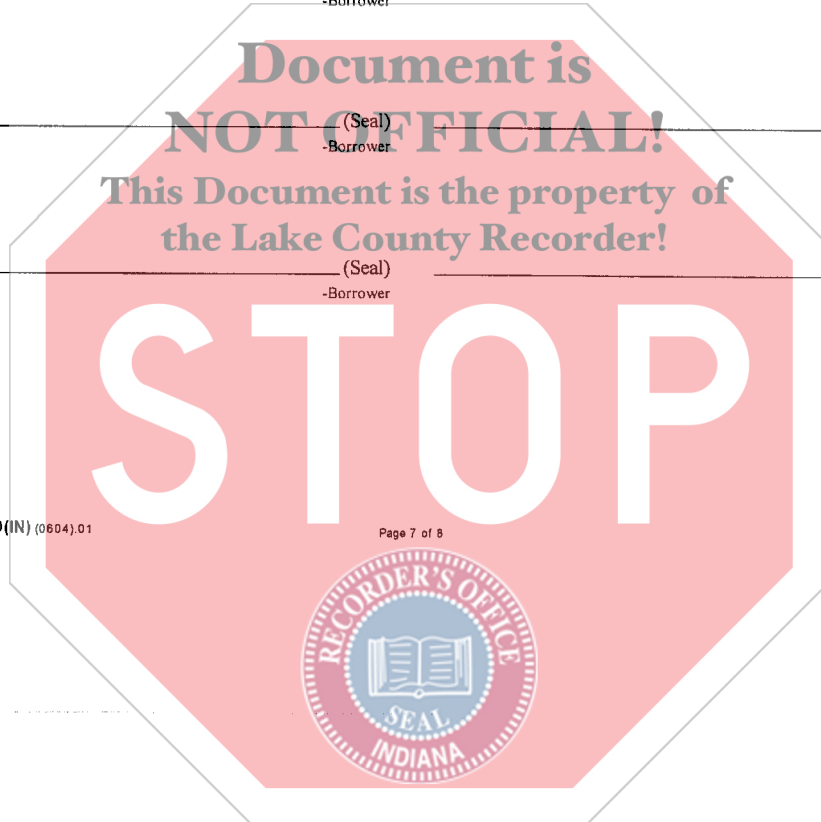 -Borrower
Document is
NOT OFFICIAL!
(Seal)
-Borrower
This Document is the property of
the Lake County Recorder!
(Seal)
-Borrower
STOP
(IN) (0604).01
Page 7 of 8
RECORDER'S OFFICE
SEAL
INDIANA